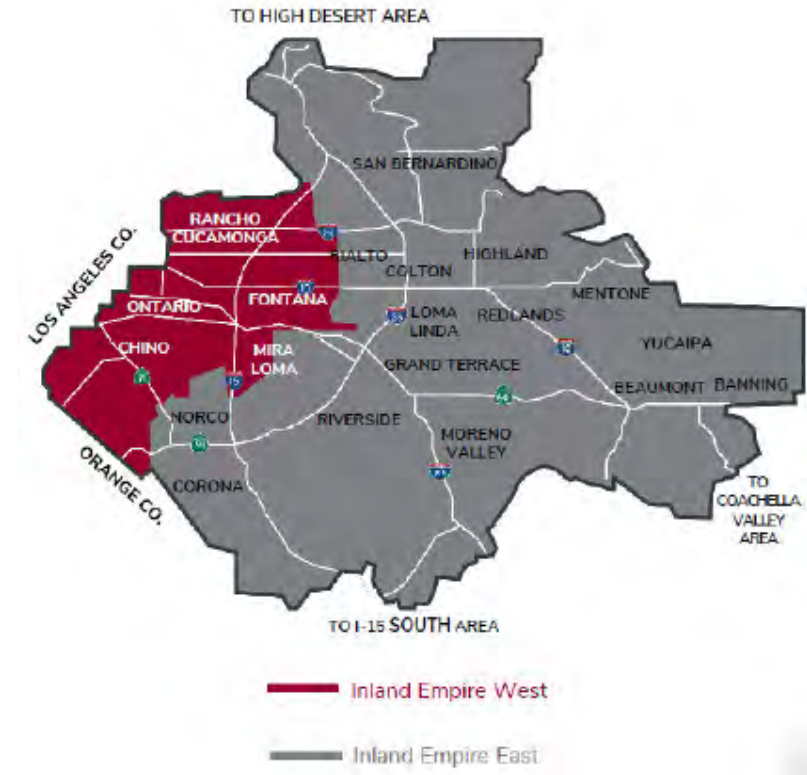 TO HIGH DESERT AREA
SAN BERNARDINO
RANCHO
CUCAMONGA
LOS ANGELES CO.
RIALTO
HIGHLAND
COLTON
MENTONE
ONTARIO
FONTANA
LOMA
LINDA
REDLANDS
YUCAIPA
CHINO
MIRA
LOMA
GRAND TERRACE
15
BEAUMONT
BANNING
NORCO
RIVERSIDE
MORENO
VALLEY
ORANGE CO.
CORONA
TO
COACHELLA
VALLEY
AREA
TO I-15 SOUTH AREA
Inland Empire West
Inland Empire East